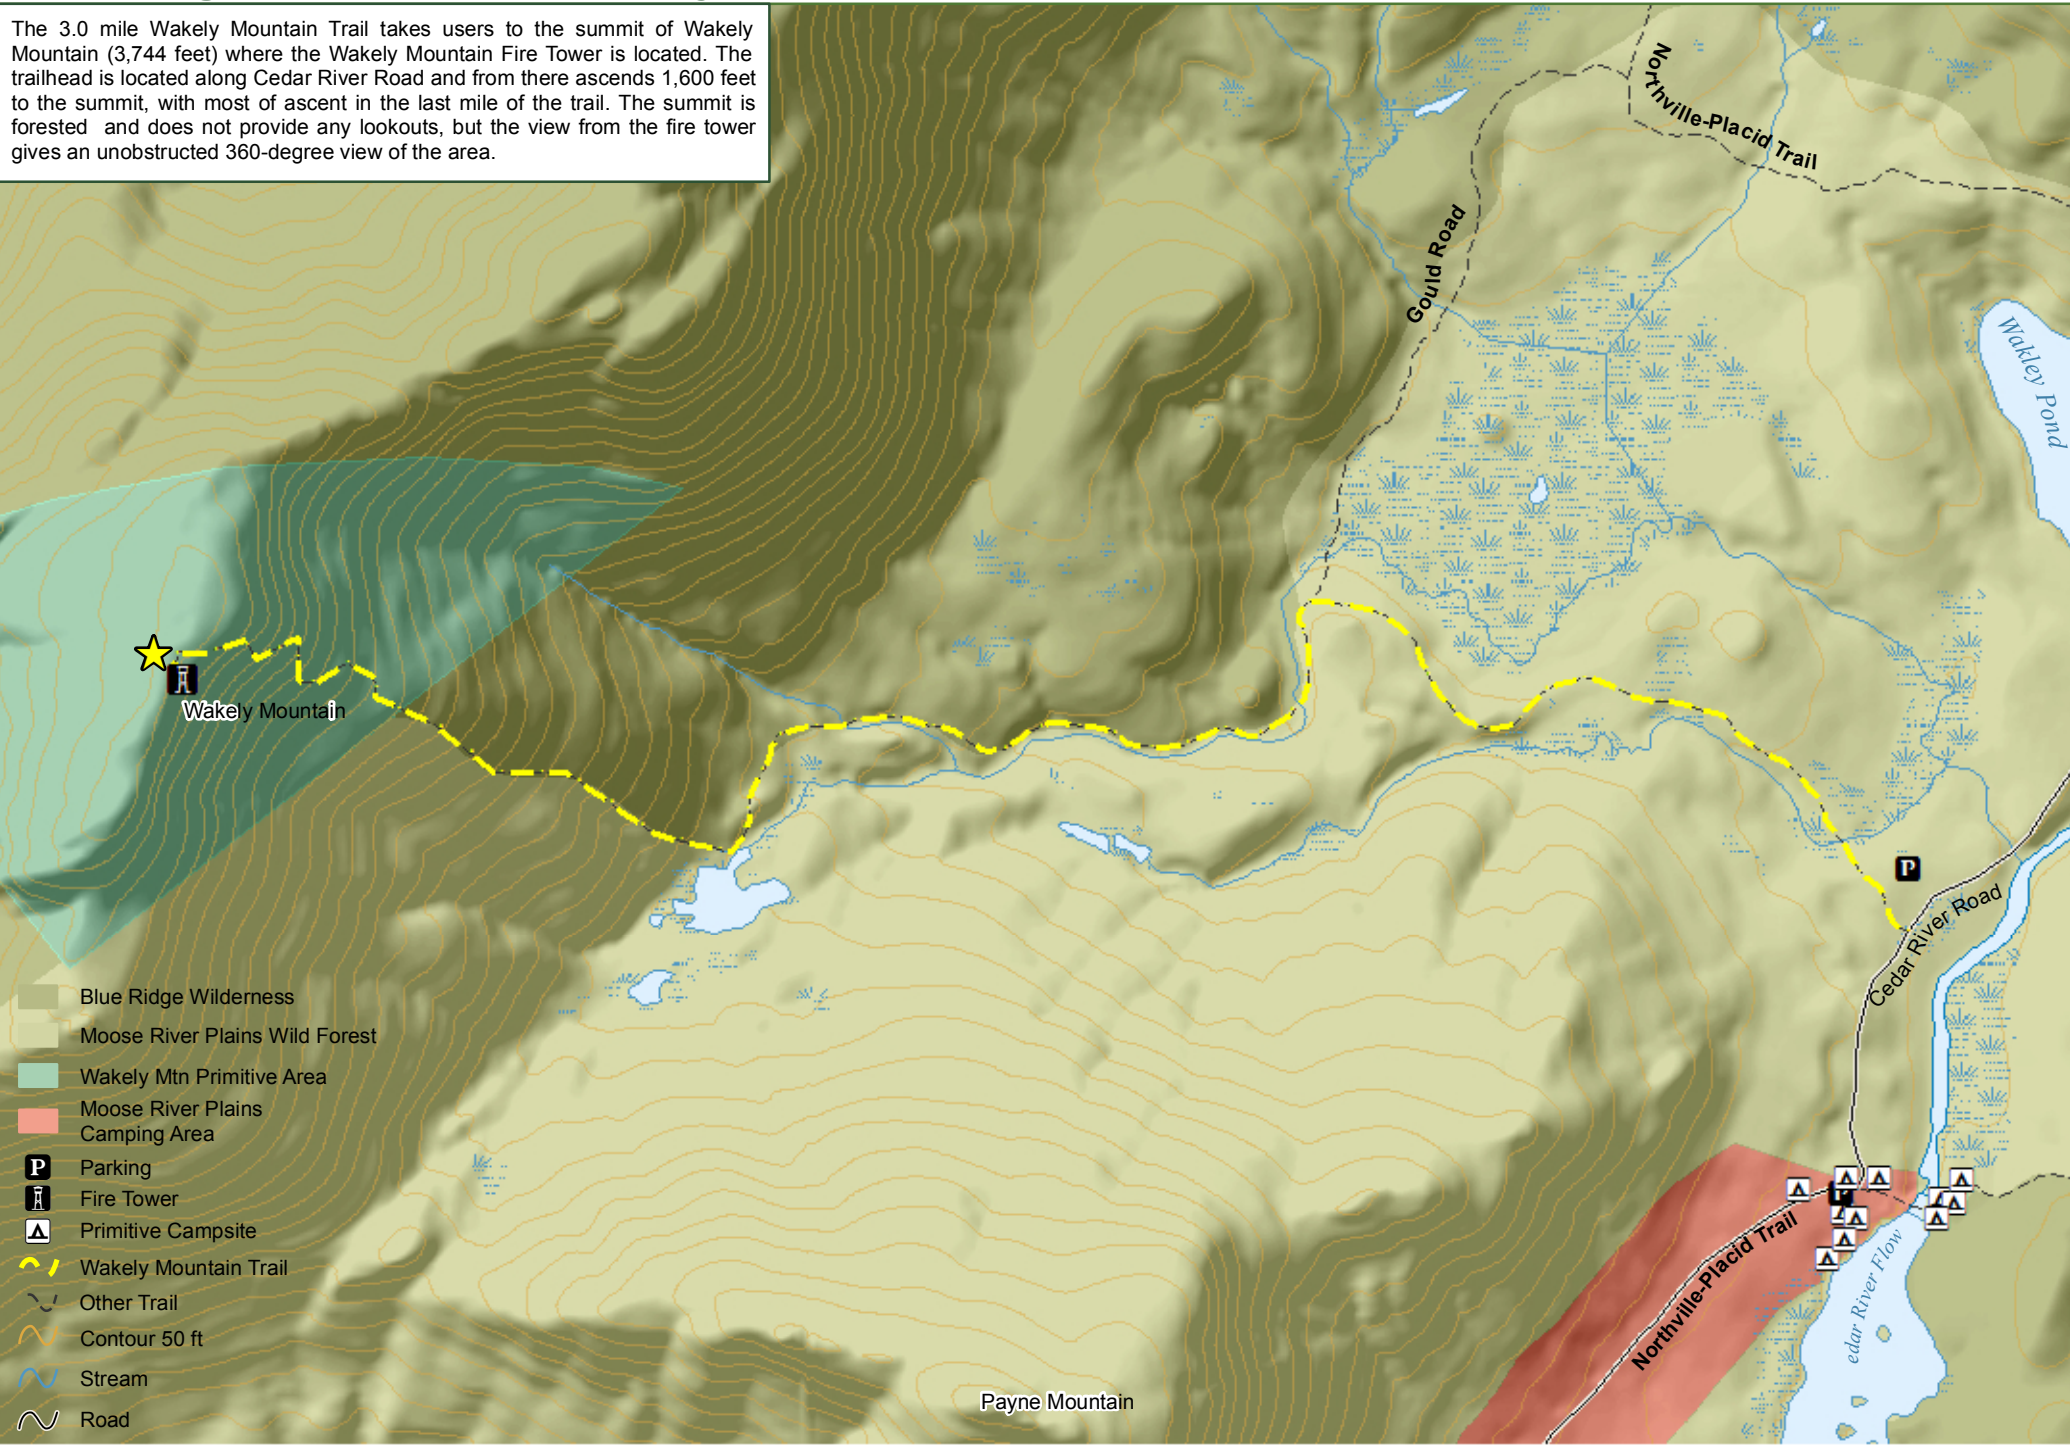 The 3.0 mile Wakely Mountain Trail takes users to the summit of Wakely
Mountain (3,744 feet) where the Wakely Mountain Fire Tower is located. The
trailhead is located along Cedar River Road and from there ascends 1,600 feet
to the summit, with most of ascent in the last mile of the trail. The summit is
forested and does not provide any lookouts, but the view from the fire tower
gives an unobstructed 360-degree view of the area.
Northville-Placid Trail
Gould Road
Wakley Pond
Wakely Mountain
P
Cedar River Road
Blue Ridge Wilderness
Moose River Plains Wild Forest
Wakely Mtn Primitive Area
Moose River Plains
Camping Area
P Parking
Fire Tower
Primitive Campsite
Wakely Mountain Trail
Other Trail
Contour 50 ft
Stream
Road
P
Northville-Placid Trail
edar River Flow
Payne Mountain